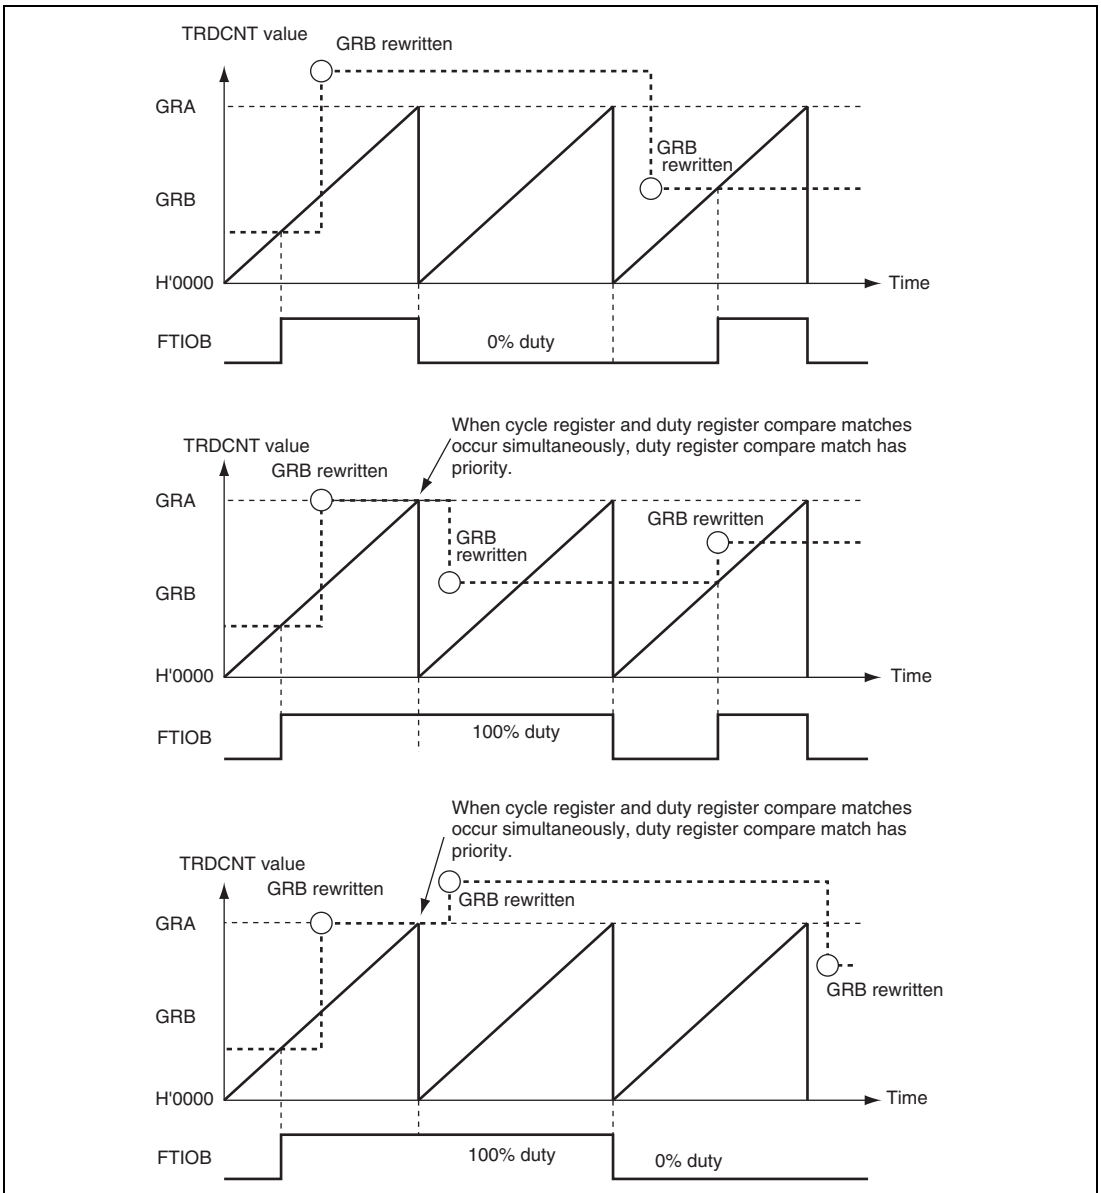 TRDCNT value
GRB rewritten
GRA
GRB
rewritten
GRB
H'0000
Time
FTIOB
0% duty
When cycle register and duty register compare matches
occur simultaneously, duty register compare match has
priority.
TRDCNT value
GRB rewritten
GRA
GRB rewritten
GRB
rewritten
GRB
H'0000
Time
FTIOB
100% duty
When cycle register and duty register compare matches
occur simultaneously, duty register compare match has
priority.
TRDCNT value
GRB rewritten
GRB rewritten
GRA
GRB rewritten
GRB
H'0000
Time
FTIOB
100% duty
0% duty